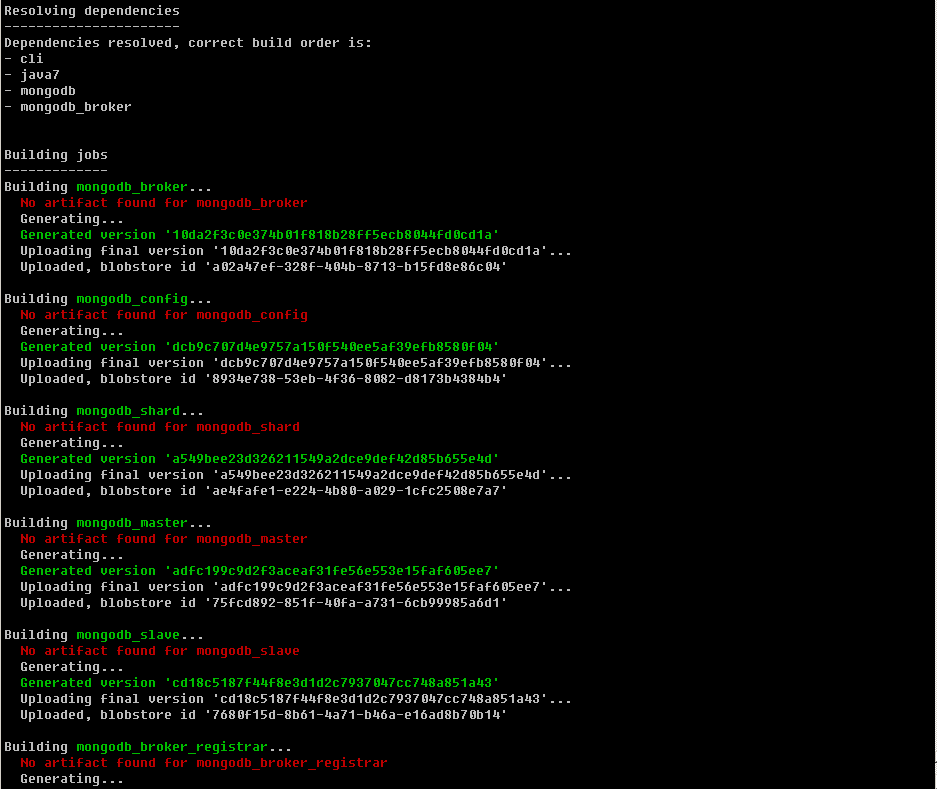 Resolving dependencies
----------------------
Dependencies resolved, correct build order is:
- cli
- java7
- mongodb
- mongodb_broker
Building jobs
-------------
Building mongodb_broker...
No artifact found for mongodb_broker
Generating...
Generated version '10da2f3c0e374b01f818b28ff5ecb8044fd0cd1a'
Uploading final version '10da2f3c0e374b01f818b28ff5ecb8044fd0cd1a'...
Uploaded, blobstore id 'a02a47ef-328f-404b-8713-b15fd8e86c04'
Building mongodb_config...
No artifact found for mongodb_config
Generating...
Generated version 'dcb9c707d4e9757a150f540ee5af39efb8580f04'
Uploading final version 'dcb9c707d4e9757a150f540ee5af39efb8580f04'...
Uploaded, blobstore id '8934e738-53eb-4f36-8082-d8173b4384b4'
Building mongodb_shard...
No artifact found for mongodb_shard
Generating...
Generated version 'a549bee23d326211549a2dce9def42d85b655e4d'
Uploading final version 'a549bee23d326211549a2dce9def42d85b655e4d'...
Uploaded, blobstore id 'ae4fafe1-e224-4b80-a029-1cfc2508e7a7'
Building mongodb_master...
No artifact found for mongodb_master
Generating...
Generated version 'adfc199c9d2f3aceaf31fe56e553e15faf605ee7'
Uploading final version 'adfc199c9d2f3aceaf31fe56e553e15faf605ee7'...
Uploaded, blobstore id '75fcd892-851f-40fa-a731-6cb99985a6d1'
Building mongodb_slave...
No artifact found for mongodb_slave
Generating...
Generated version 'cd18c5187f44f8e3d1d2c7937047cc748a851a43'
Uploading final version 'cd18c5187f44f8e3d1d2c7937047cc748a851a43'...
Uploaded, blobstore id '7680f15d-8b61-4a71-b46a-e16ad8b70b14'
Building mongodb_broker_registrar...
No artifact found for mongodb_broker_registrar
Generating...